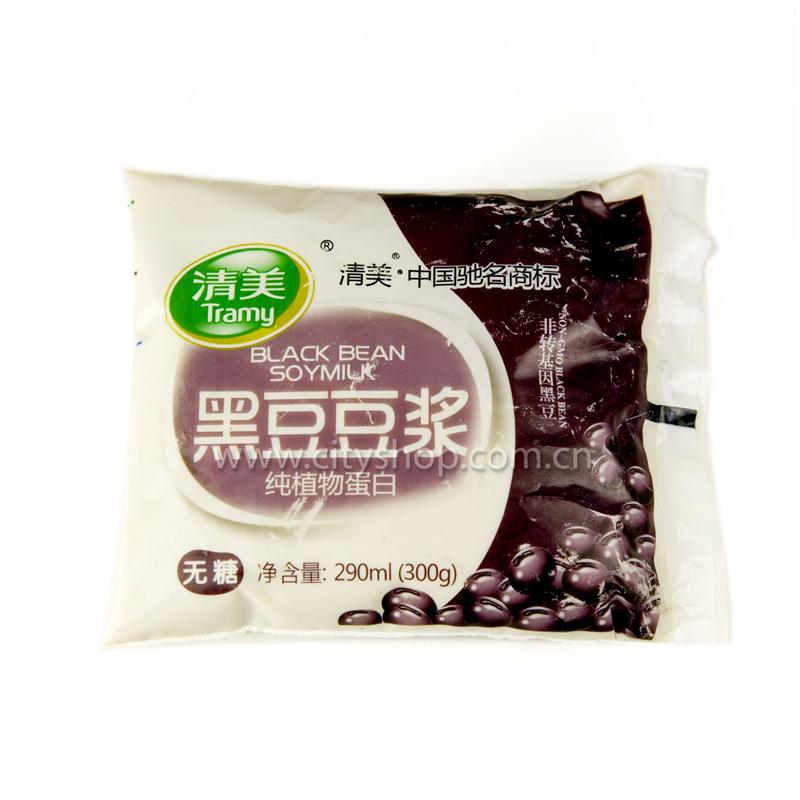 清美
Tramy
®
清美®·中国驰名商标
BLACK BEAN
SOYMILK
黑豆豆浆
纯植物蛋白
无糖
净含量: 290ml (300g)
非转基因黑豆
NON-GMO BLACK BEAN
www.cityshop.com.cn